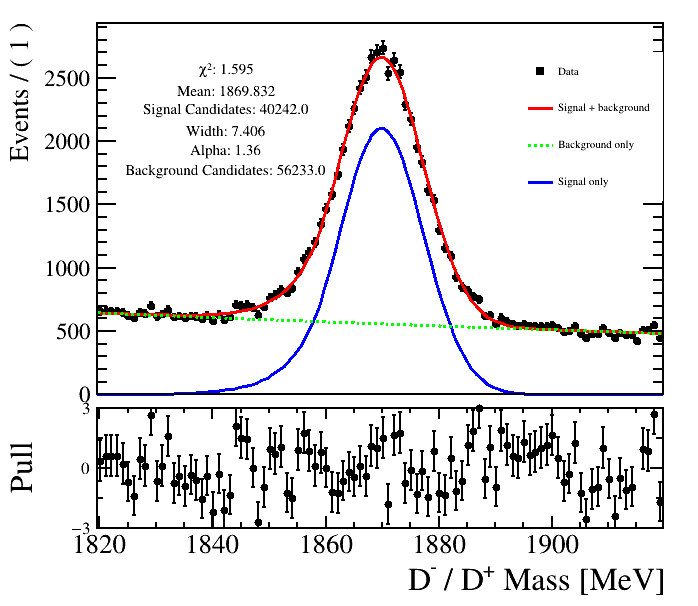 Events / ( 1 )
2500
2000
1500
1000
500
0
χ²: 1.595
Mean: 1869.832
Signal Candidates: 40242.0
Width: 7.406
Alpha: 1.36
Background Candidates: 56233.0
Data
Signal + background
Background only
Signal only
Pull
3
0
−3
1820
1840
1860
1880
1900
D⁻ / D⁺ Mass [MeV]